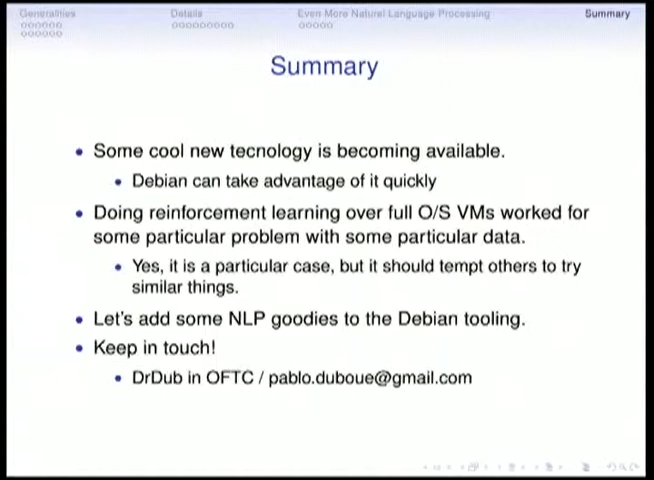 Generalities Details Even More Natural Language Processing Summary
Summary
• Some cool new tecnology is becoming available.
• Debian can take advantage of it quickly
• Doing reinforcement learning over full O/S VMs worked for
some particular problem with some particular data.
• Yes, it is a particular case, but it should tempt others to try
similar things.
• Let's add some NLP goodies to the Debian tooling.
• Keep in touch!
• DrDub in OFTC / pablo.duboue@gmail.com